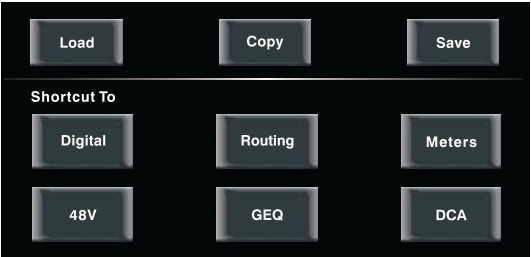 Load Copy Save
Shortcut To
Digital Routing Meters
48V GEQ DCA